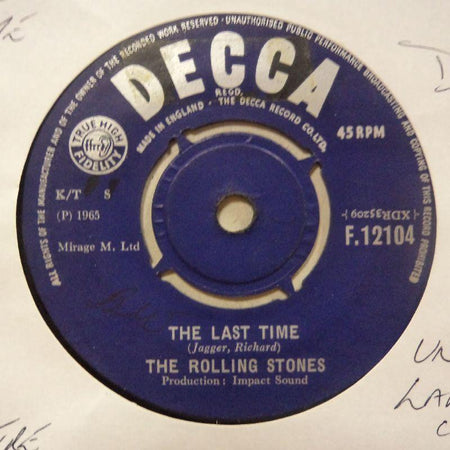 ALL RIGHTS OF THE MANUFACTURER AND OF THE OWNER OF THE RECORDED WORK RESERVED · UNAUTHORISED PUBLIC PERFORMANCE BROADCASTING AND COPYING OF THIS RECORD PROHIBITED
DECCA
REGD.
MADE IN ENGLAND · THE DECCA RECORD CO. LTD.
TRUE HIGH
ffrr
FIDELITY
45 RPM
K/T S
(P) 1965
XDR35209
F.12104
Mirage M. Ltd
THE LAST TIME
(Jagger, Richard)
THE ROLLING STONES
Production : Impact Sound